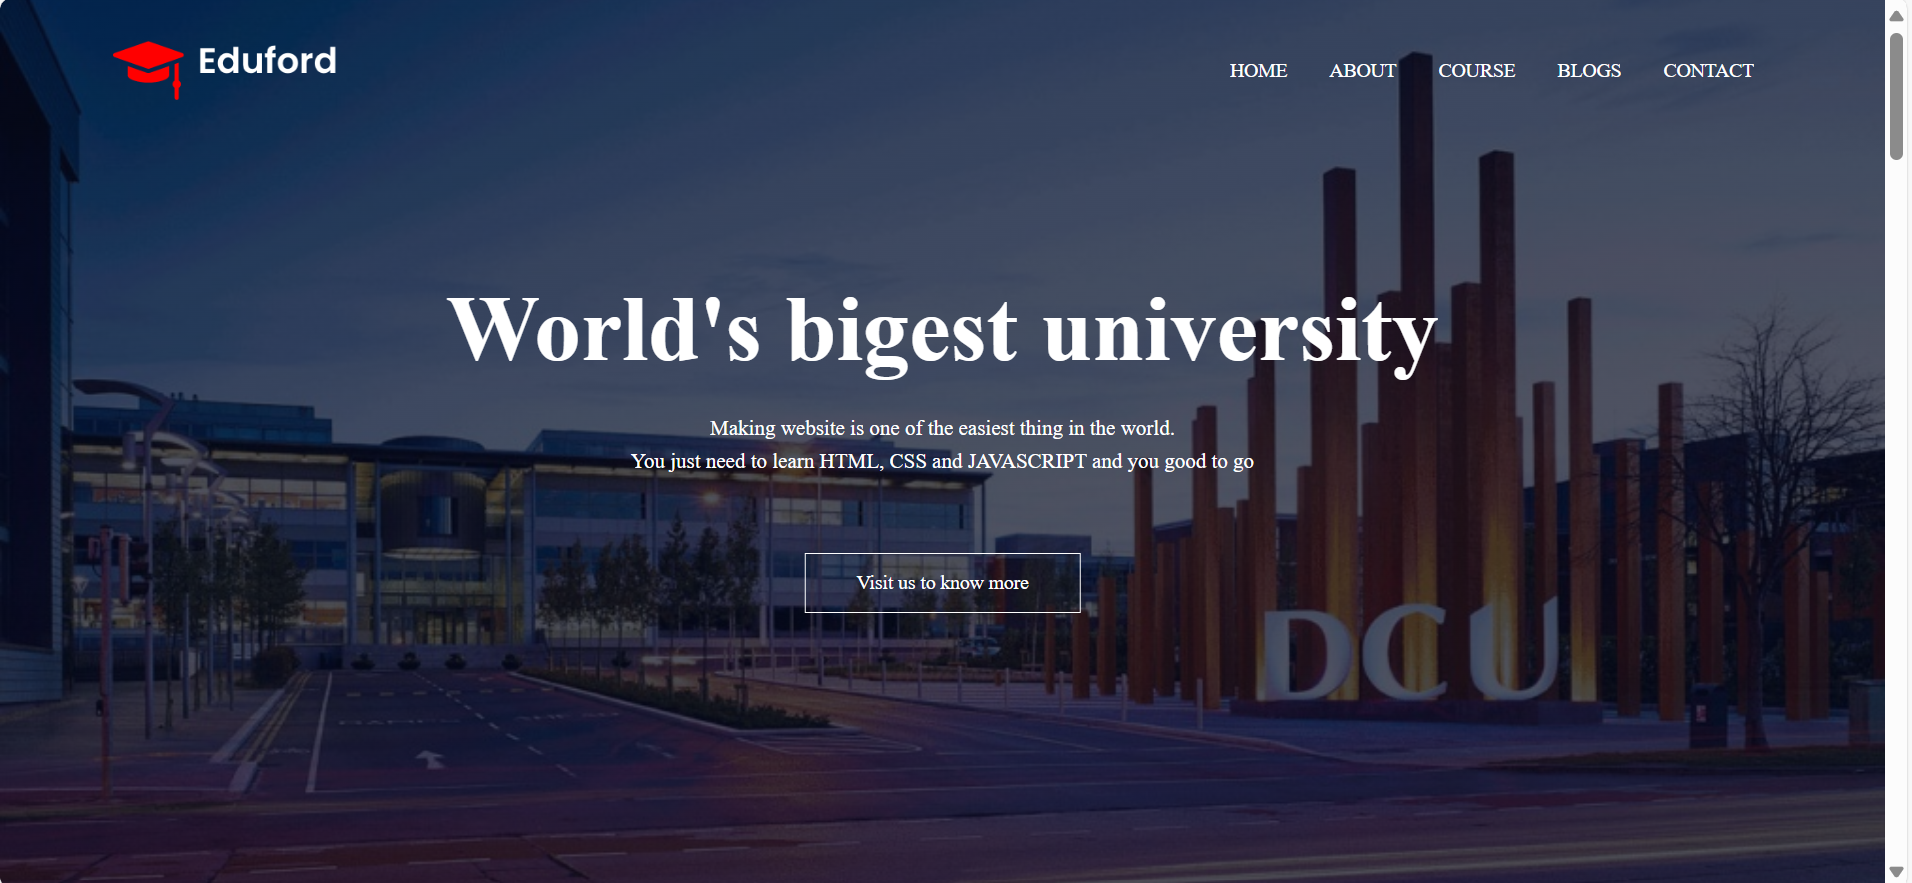 Eduford
HOME ABOUT COURSE BLOGS CONTACT
World's bigest university
Making website is one of the easiest thing in the world.
You just need to learn HTML, CSS and JAVASCRIPT and you good to go
Visit us to know more
DCU